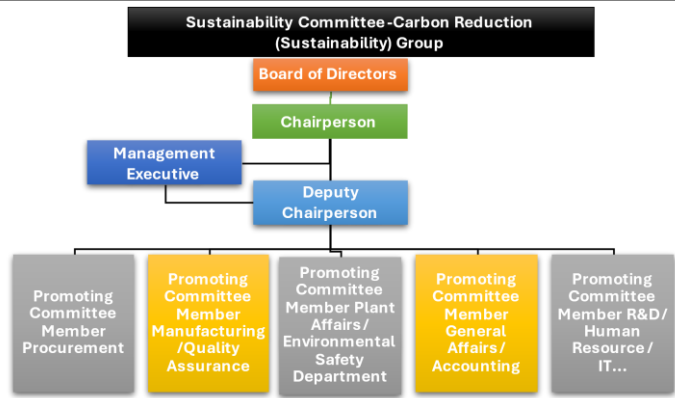 Sustainability Committee-Carbon Reduction
(Sustainability) Group
Board of Directors
Chairperson
Management
Executive
Deputy
Chairperson
Promoting
Committee
Member
Procurement
Promoting
Committee
Member
Manufacturing
/Quality
Assurance
Promoting
Committee
Member Plant
Affairs/
Environmental
Safety
Department
Promoting
Committee
Member
General
Affairs/
Accounting
Promoting
Committee
Member R&D/
Human
Resource/
IT...